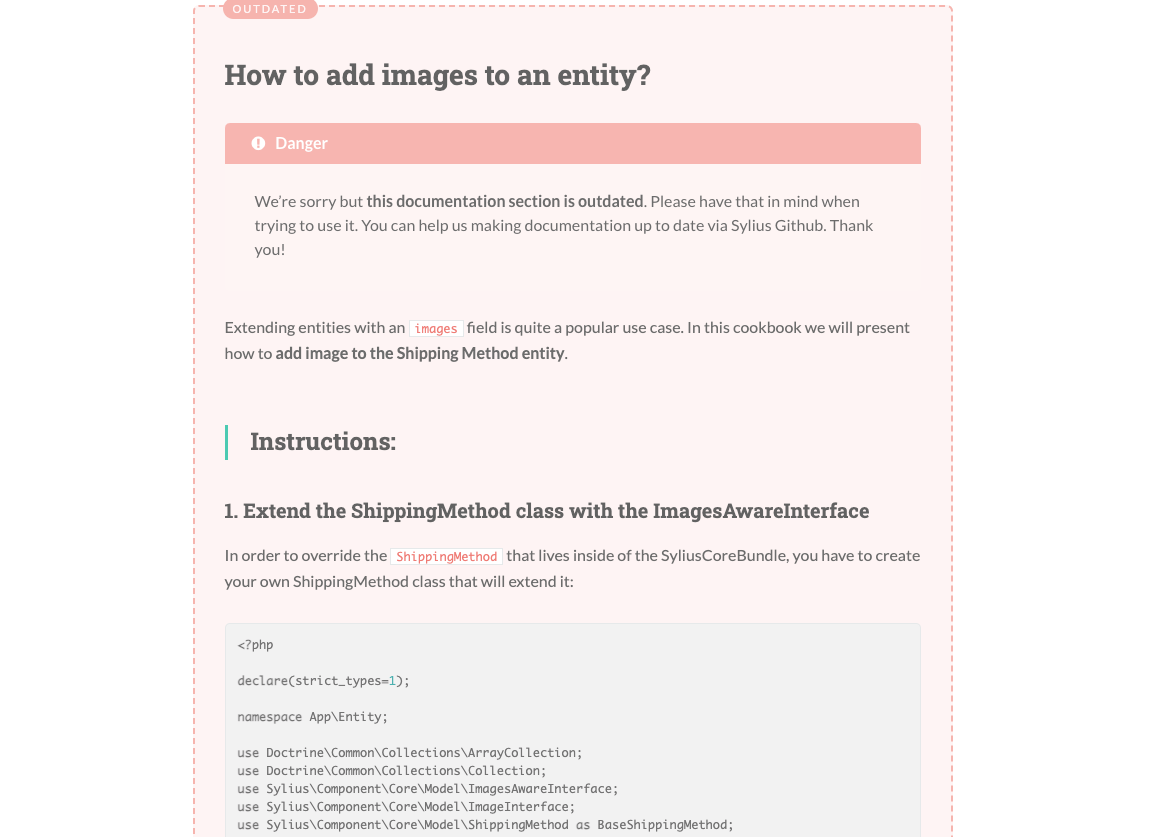 OUTDATED
How to add images to an entity?
Danger
We're sorry but this documentation section is outdated. Please have that in mind when
trying to use it. You can help us making documentation up to date via Sylius Github. Thank
you!
Extending entities with an images field is quite a popular use case. In this cookbook we will present
how to add image to the Shipping Method entity.
Instructions:
1. Extend the ShippingMethod class with the ImagesAwareInterface
In order to override the ShippingMethod that lives inside of the SyliusCoreBundle, you have to create
your own ShippingMethod class that will extend it:
<?php
declare(strict_types=1);
namespace App\Entity;
use Doctrine\Common\Collections\ArrayCollection;
use Doctrine\Common\Collections\Collection;
use Sylius\Component\Core\Model\ImagesAwareInterface;
use Sylius\Component\Core\Model\ImageInterface;
use Sylius\Component\Core\Model\ShippingMethod as BaseShippingMethod;